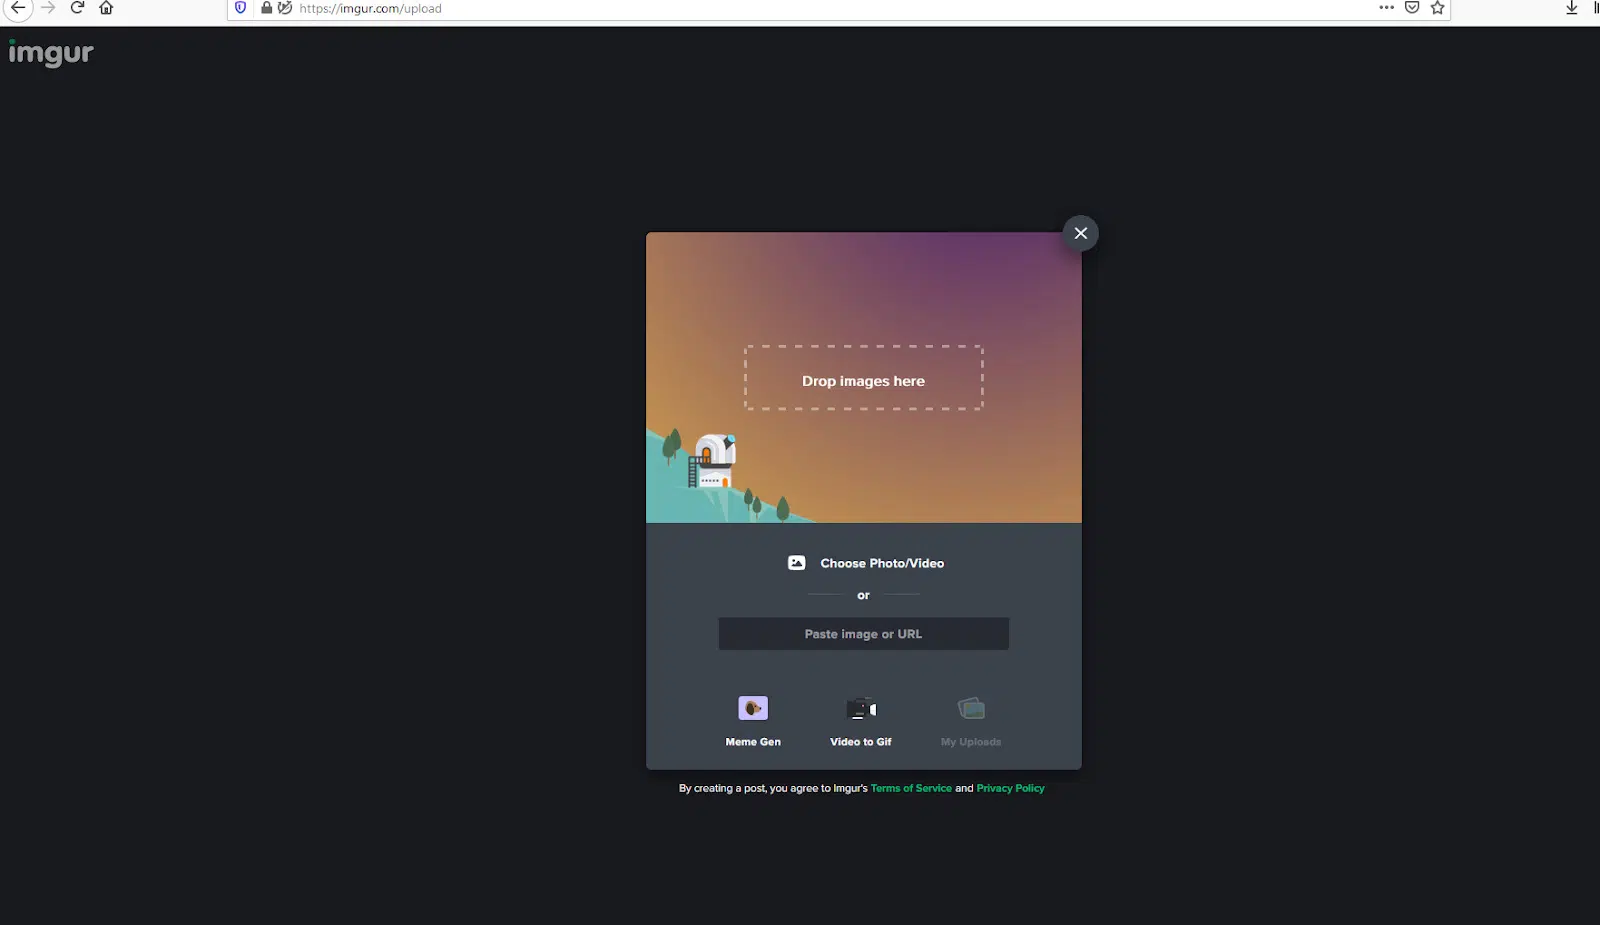 https://imgur.com/upload
imgur
Drop images here
Choose Photo/Video
or
Paste image or URL
Meme Gen
Video to Gif
My Uploads
By creating a post, you agree to Imgur's Terms of Service and Privacy Policy